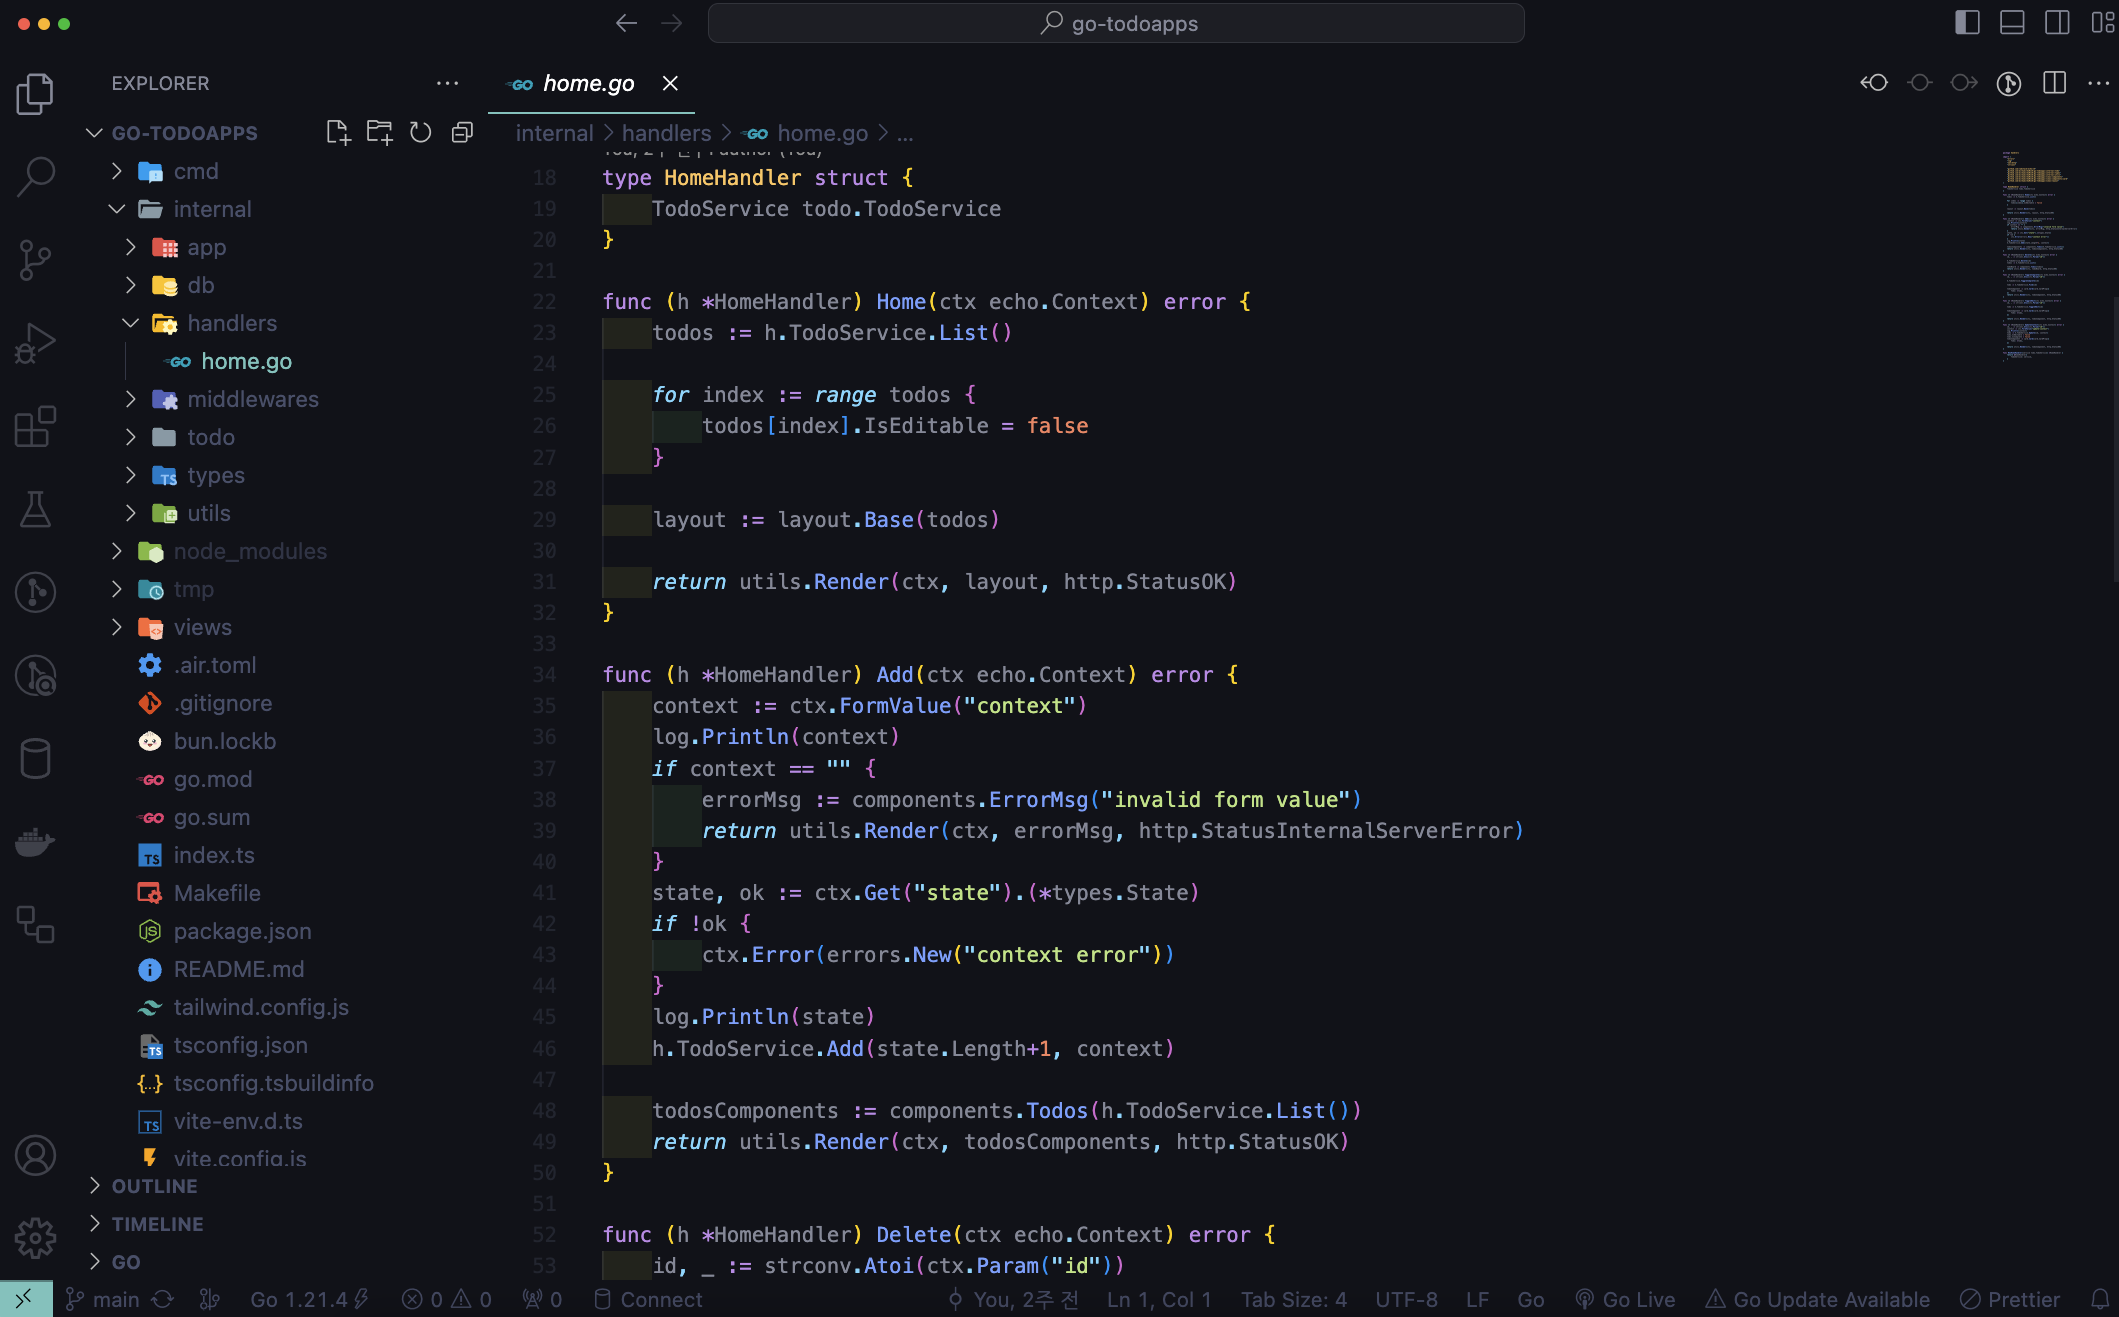 go-todoapps
EXPLORER
GO-TODOAPPS
cmd
internal
app
db
handlers
home.go
middlewares
todo
types
utils
node_modules
tmp
views
.air.toml
.gitignore
bun.lockb
go.mod
go.sum
index.ts
Makefile
package.json
README.md
tailwind.config.js
tsconfig.json
tsconfig.tsbuildinfo
vite-env.d.ts
vite.config.js
OUTLINE
TIMELINE
GO
home.go
internal > handlers > home.go > ...
You, 2주 전 | author (You)
18 type HomeHandler struct {
19 TodoService todo.TodoService
20 }
21
22 func (h *HomeHandler) Home(ctx echo.Context) error {
23 todos := h.TodoService.List()
24
25 for index := range todos {
26 todos[index].IsEditable = false
27 }
28
29 layout := layout.Base(todos)
30
31 return utils.Render(ctx, layout, http.StatusOK)
32 }
33
34 func (h *HomeHandler) Add(ctx echo.Context) error {
35 context := ctx.FormValue("context")
36 log.Println(context)
37 if context == "" {
38 errorMsg := components.ErrorMsg("invalid form value")
39 return utils.Render(ctx, errorMsg, http.StatusInternalServerError)
40 }
41 state, ok := ctx.Get("state").(*types.State)
42 if !ok {
43 ctx.Error(errors.New("context error"))
44 }
45 log.Println(state)
46 h.TodoService.Add(state.Length+1, context)
47
48 todosComponents := components.Todos(h.TodoService.List())
49 return utils.Render(ctx, todosComponents, http.StatusOK)
50 }
51
52 func (h *HomeHandler) Delete(ctx echo.Context) error {
53 id, _ := strconv.Atoi(ctx.Param("id"))
main Go 1.21.4 0 0 0 Connect You, 2주 전 Ln 1, Col 1 Tab Size: 4 UTF-8 LF Go Go Live Go Update Available Prettier